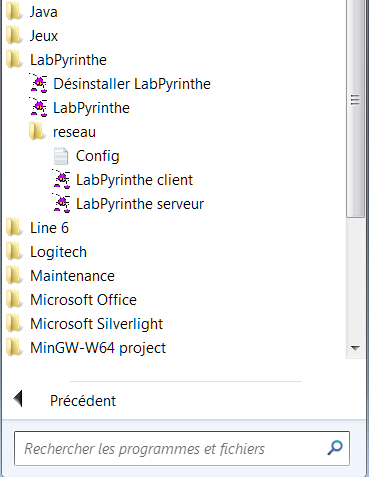 Java
Jeux
LabPyrinthe
Désinstaller LabPyrinthe
LabPyrinthe
reseau
Config
LabPyrinthe client
LabPyrinthe serveur
Line 6
Logitech
Maintenance
Microsoft Office
Microsoft Silverlight
MinGW-W64 project
Précédent
Rechercher les programmes et fichiers